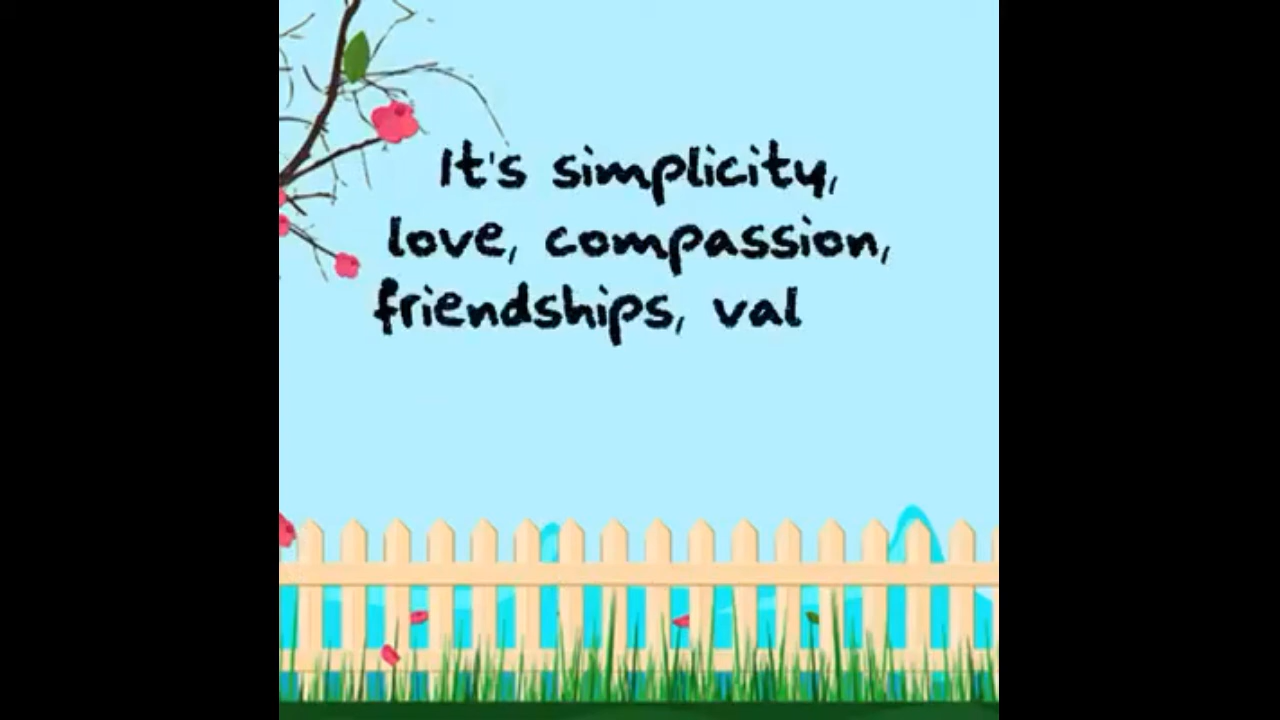 It's simplicity,
love, compassion,
friendships, val